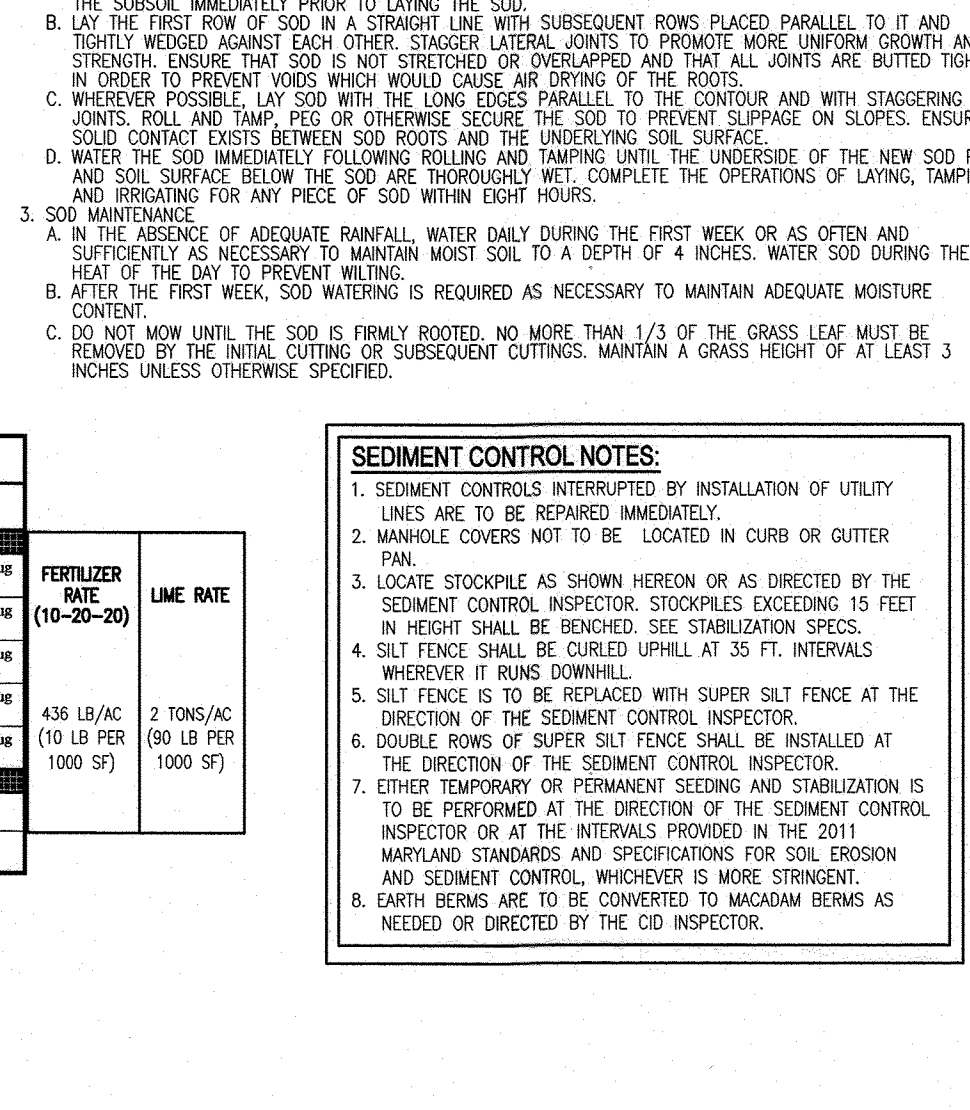 THE SUBSOIL IMMEDIATELY PRIOR TO LAYING THE SOD.
B. LAY THE FIRST ROW OF SOD IN A STRAIGHT LINE WITH SUBSEQUENT ROWS PLACED PARALLEL TO IT AND
TIGHTLY WEDGED AGAINST EACH OTHER. STAGGER LATERAL JOINTS TO PROMOTE MORE UNIFORM GROWTH AN
STRENGTH. ENSURE THAT SOD IS NOT STRETCHED OR OVERLAPPED AND THAT ALL JOINTS ARE BUTTED TIGH
IN ORDER TO PREVENT VOIDS WHICH WOULD CAUSE AIR DRYING OF THE ROOTS.
C. WHEREVER POSSIBLE, LAY SOD WITH THE LONG EDGES PARALLEL TO THE CONTOUR AND WITH STAGGERING
JOINTS. ROLL AND TAMP, PEG OR OTHERWISE SECURE THE SOD TO PREVENT SLIPPAGE ON SLOPES. ENSUR
SOLID CONTACT EXISTS BETWEEN SOD ROOTS AND THE UNDERLYING SOIL SURFACE.
D. WATER THE SOD IMMEDIATELY FOLLOWING ROLLING AND TAMPING UNTIL THE UNDERSIDE OF THE NEW SOD
AND SOIL SURFACE BELOW THE SOD ARE THOROUGHLY WET. COMPLETE THE OPERATIONS OF LAYING, TAMPI
AND IRRIGATING FOR ANY PIECE OF SOD WITHIN EIGHT HOURS.
3. SOD MAINTENANCE
A. IN THE ABSENCE OF ADEQUATE RAINFALL, WATER DAILY DURING THE FIRST WEEK OR AS OFTEN AND
SUFFICIENTLY AS NECESSARY TO MAINTAIN MOIST SOIL TO A DEPTH OF 4 INCHES. WATER SOD DURING THE
HEAT OF THE DAY TO PREVENT WILTING.
B. AFTER THE FIRST WEEK, SOD WATERING IS REQUIRED AS NECESSARY TO MAINTAIN ADEQUATE MOISTURE
CONTENT.
C. DO NOT MOW UNTIL THE SOD IS FIRMLY ROOTED. NO MORE THAN 1/3 OF THE GRASS LEAF MUST BE
REMOVED BY THE INITIAL CUTTING OR SUBSEQUENT CUTTINGS. MAINTAIN A GRASS HEIGHT OF AT LEAST 3
INCHES UNLESS OTHERWISE SPECIFIED.
ug
ug
ug
ug
ug
FERTILIZER
RATE
(10-20-20)
LIME RATE
436 LB/AC
(10 LB PER
1000 SF)
2 TONS/AC
(90 LB PER
1000 SF)
SEDIMENT CONTROL NOTES:
1. SEDIMENT CONTROLS INTERRUPTED BY INSTALLATION OF UTILITY
LINES ARE TO BE REPAIRED IMMEDIATELY.
2. MANHOLE COVERS NOT TO BE LOCATED IN CURB OR GUTTER
PAN.
3. LOCATE STOCKPILE AS SHOWN HEREON OR AS DIRECTED BY THE
SEDIMENT CONTROL INSPECTOR. STOCKPILES EXCEEDING 15 FEET
IN HEIGHT SHALL BE BENCHED. SEE STABILIZATION SPECS.
4. SILT FENCE SHALL BE CURLED UPHILL AT 35 FT. INTERVALS
WHEREVER IT RUNS DOWNHILL.
5. SILT FENCE IS TO BE REPLACED WITH SUPER SILT FENCE AT THE
DIRECTION OF THE SEDIMENT CONTROL INSPECTOR.
6. DOUBLE ROWS OF SUPER SILT FENCE SHALL BE INSTALLED AT
THE DIRECTION OF THE SEDIMENT CONTROL INSPECTOR.
7. EITHER TEMPORARY OR PERMANENT SEEDING AND STABILIZATION IS
TO BE PERFORMED AT THE DIRECTION OF THE SEDIMENT CONTROL
INSPECTOR OR AT THE INTERVALS PROVIDED IN THE 2011
MARYLAND STANDARDS AND SPECIFICATIONS FOR SOIL EROSION
AND SEDIMENT CONTROL, WHICHEVER IS MORE STRINGENT.
8. EARTH BERMS ARE TO BE CONVERTED TO MACADAM BERMS AS
NEEDED OR DIRECTED BY THE CID INSPECTOR.